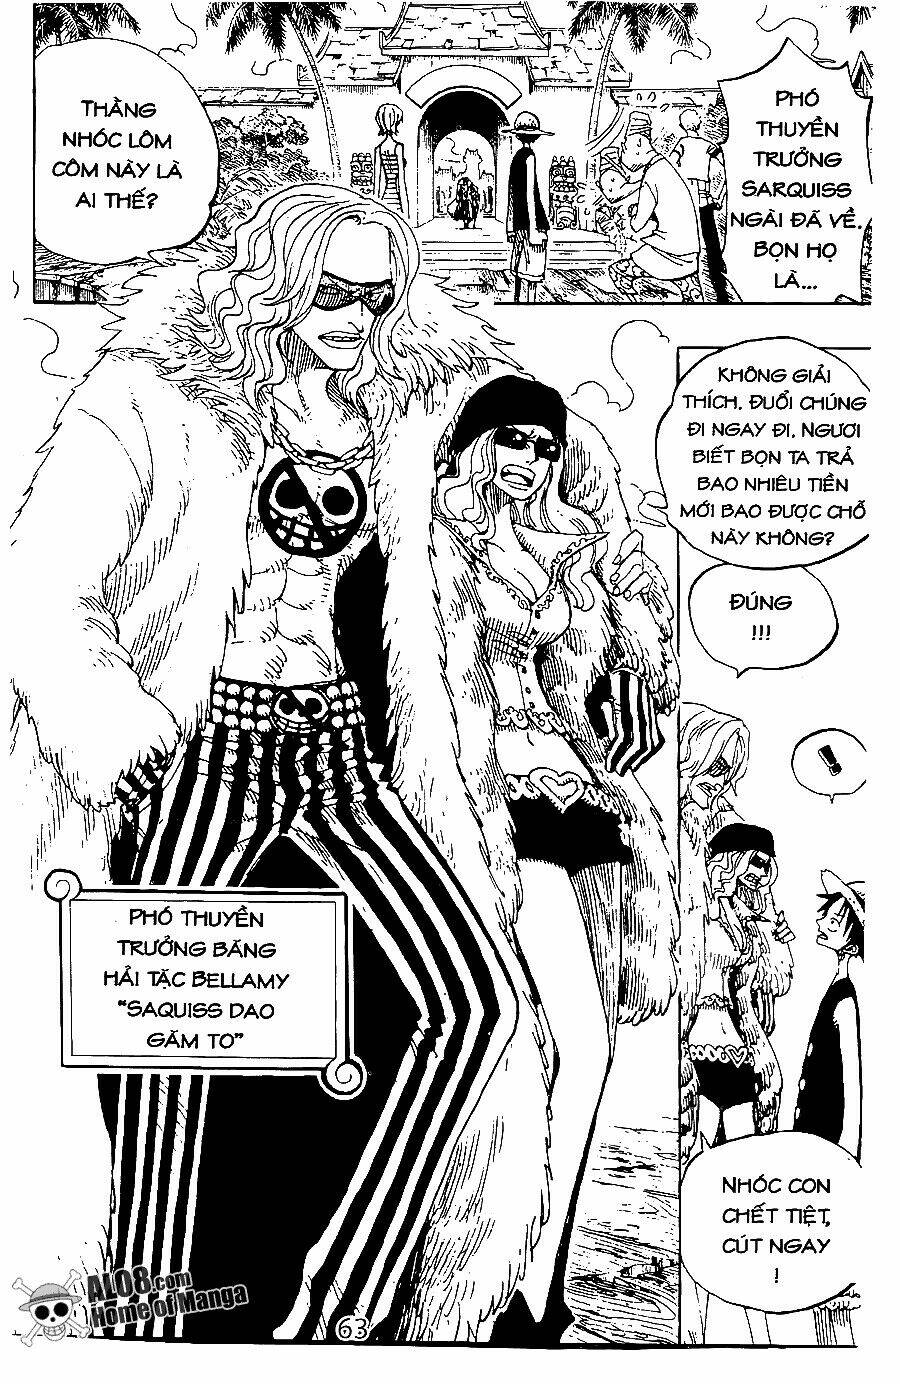 THẰNG
NHÓC LÔM
CÔM NÀY LÀ
AI THẾ?
PHÓ
THUYỀN
TRƯỞNG
SARQUISS
NGÀI ĐÃ VỀ.
BỌN HỌ
LÀ...
KHÔNG GIẢI
THÍCH. ĐUỔI CHÚNG
ĐI NGAY ĐI. NGƯƠI
BIẾT BỌN TA TRẢ
BAO NHIÊU TIỀN
MỚI BAO ĐƯỢC CHỖ
NÀY KHÔNG?
ĐÚNG
!!!
!
PHÓ THUYỀN
TRƯỞNG BĂNG
HẢI TẶC BELLAMY
"SAQUISS DAO
GĂM TO"
NHÓC CON
CHẾT TIỆT,
CÚT NGAY
!
ALO8.com
Home of Manga
63